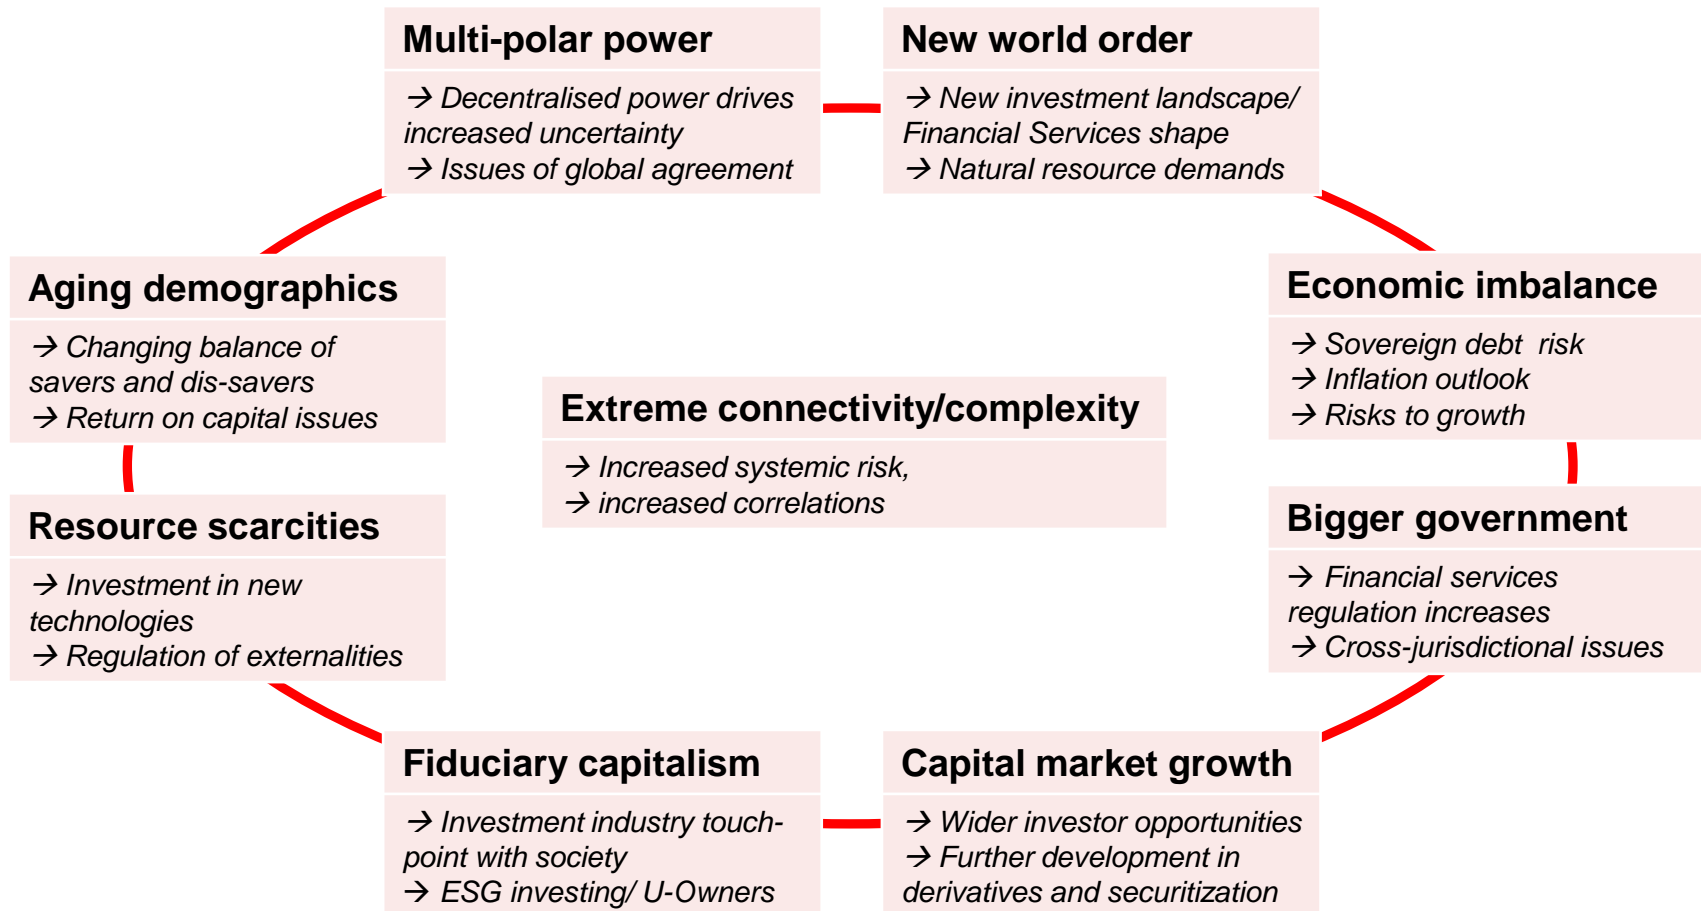 Multi-polar power
→ Decentralised power drives
increased uncertainty
→ Issues of global agreement
New world order
→ New investment landscape/
Financial Services shape
→ Natural resource demands
Aging demographics
→ Changing balance of
savers and dis-savers
→ Return on capital issues
Economic imbalance
→ Sovereign debt  risk
→ Inflation outlook
→ Risks to growth
Extreme connectivity/complexity
→ Increased systemic risk,
→ increased correlations
Resource scarcities
→ Investment in new
technologies
→ Regulation of externalities
Bigger government
→ Financial services
regulation increases
→ Cross-jurisdictional issues
Fiduciary capitalism
→ Investment industry touch-
point with society
→ ESG investing/ U-Owners
Capital market growth
→ Wider investor opportunities
→ Further development in
derivatives and securitization